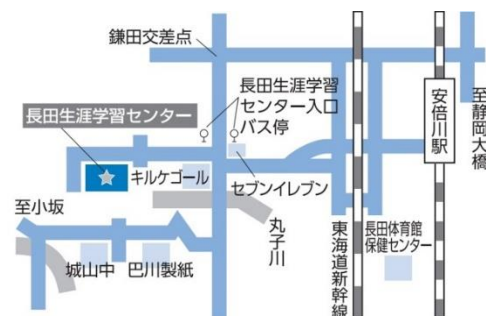 鎌田交差点
長田生涯学習
センター入口
バス停
長田生涯学習センター
キルケゴール
セブンイレブン
至小坂
城山中
巴川製紙
丸子川
東海道新幹線
長田体育館
保健センター
安倍川駅
至静岡大橋